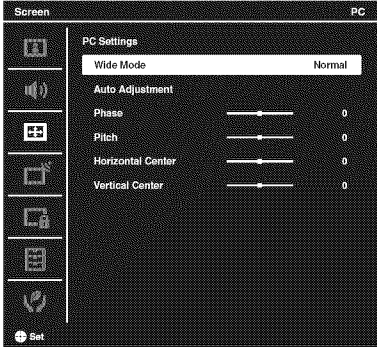 Screen PC
PC Settings
Wide Mode Normal
Auto Adjustment
Phase 0
Pitch 0
Horizontal Center 0
Vertical Center 0
Set